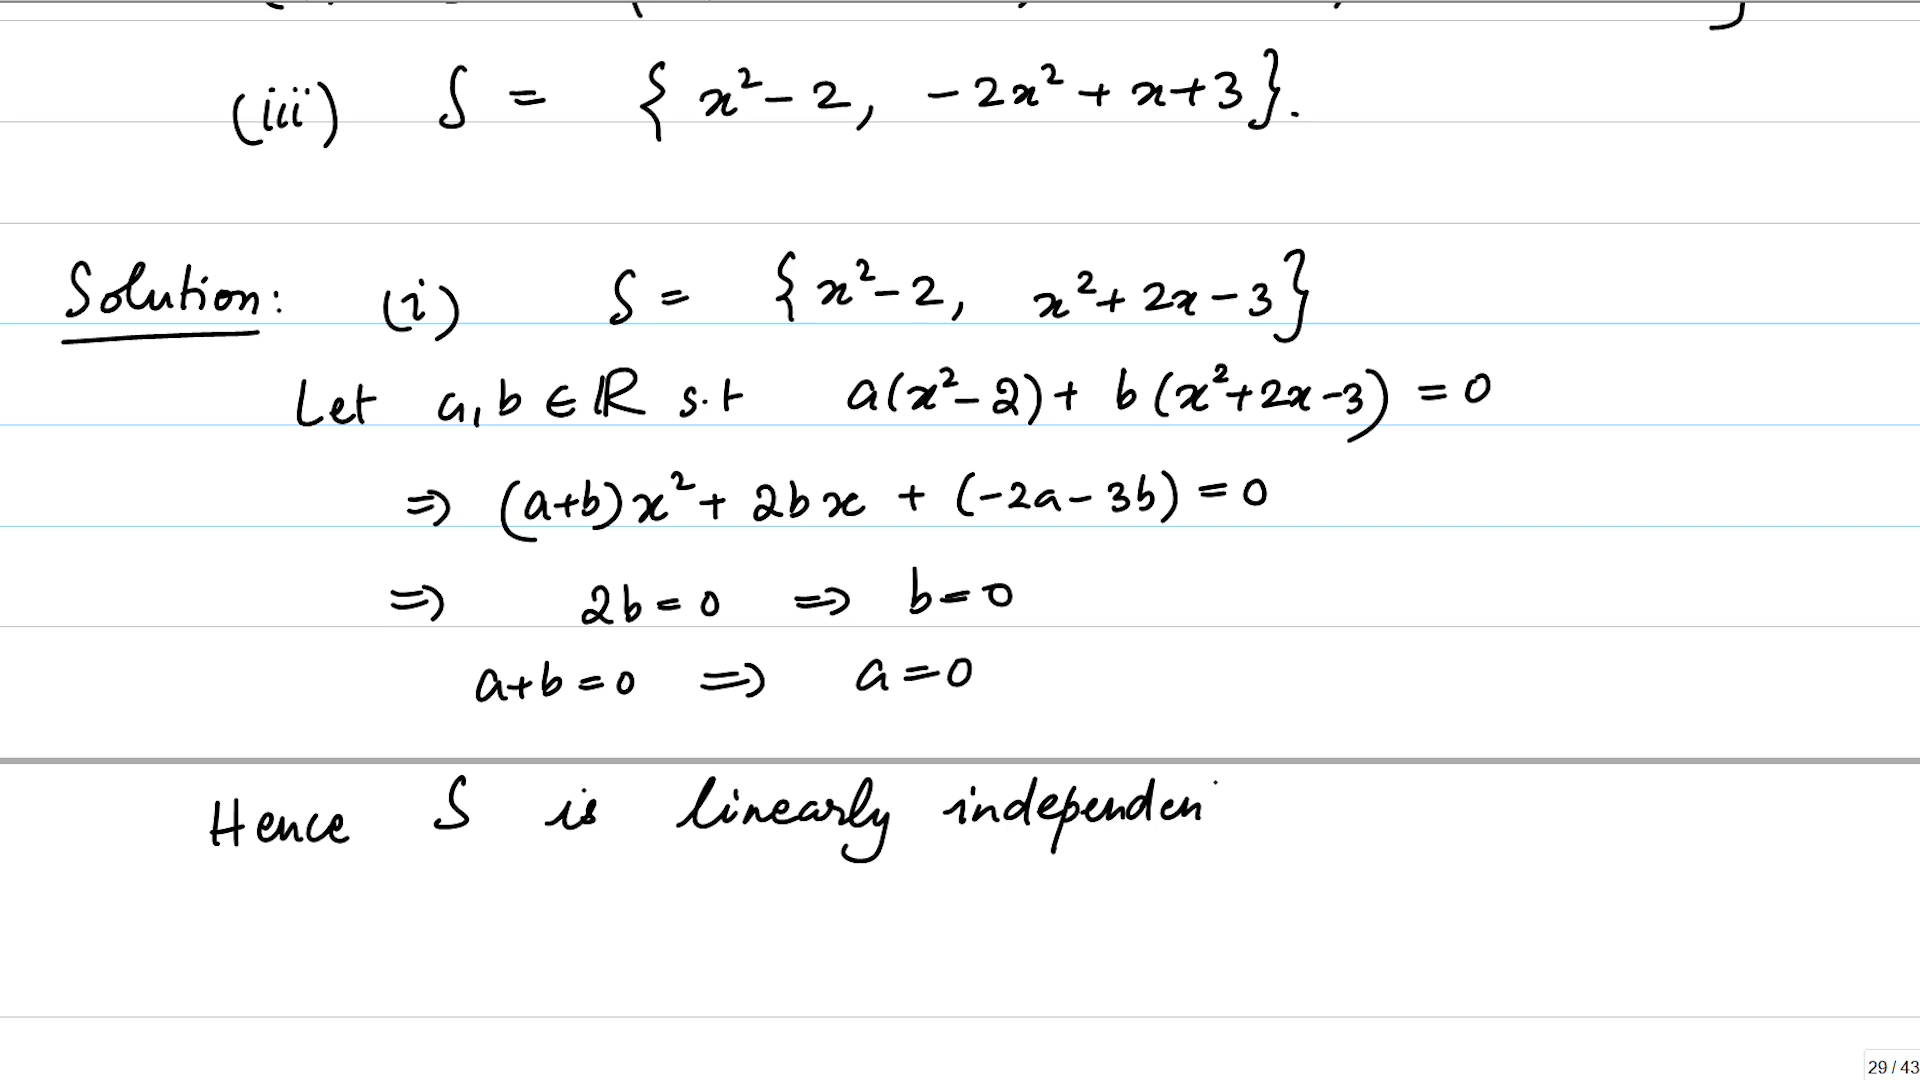 (iii) S = { x² - 2, -2x² + x + 3}.
Solution: (i) S = { x² - 2, x² + 2x - 3}
Let a, b ∈ ℝ s.t a(x² - 2) + b(x² + 2x - 3) = 0
⇒ (a+b)x² + 2bx + (-2a - 3b) = 0
⇒ 2b = 0 ⇒ b = 0
a+b = 0 ⇒ a = 0
Hence S is linearly independen
29 / 43